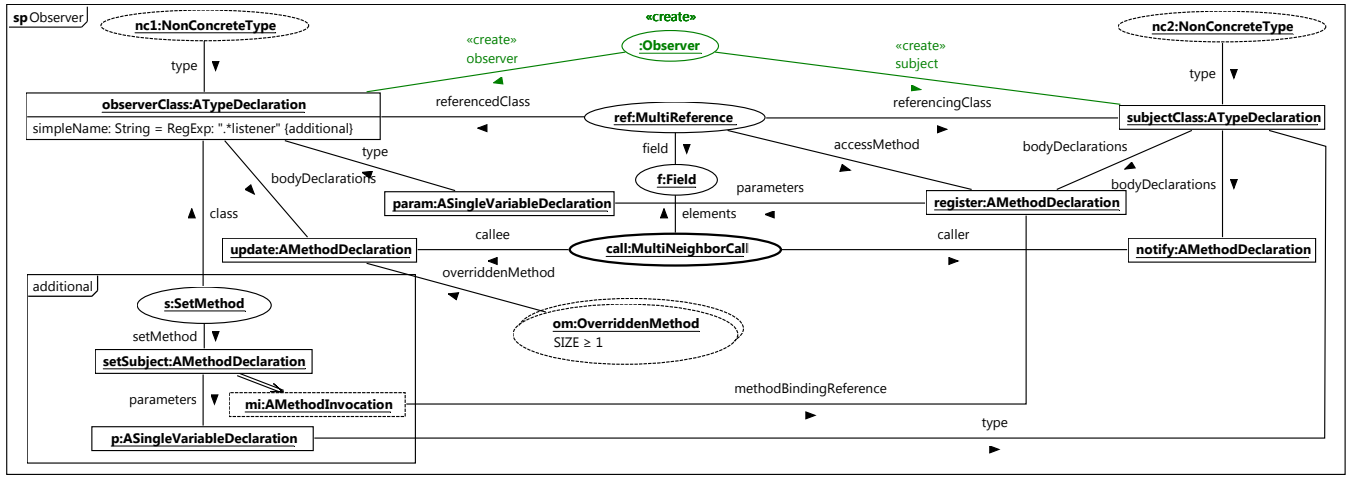 sp Observer
«create»
nc1:NonConcreteType
nc2:NonConcreteType
«create»
observer
:Observer
«create»
subject
type
type
observerClass:ATypeDeclaration
simpleName: String = RegExp: ".*listener" {additional}
referencedClass
ref:MultiReference
referencingClass
subjectClass:ATypeDeclaration
type
field
accessMethod
bodyDeclarations
bodyDeclarations
f:Field
bodyDeclarations
param:ASingleVariableDeclaration
parameters
register:AMethodDeclaration
class
elements
update:AMethodDeclaration
callee
call:MultiNeighborCall
caller
notify:AMethodDeclaration
overriddenMethod
additional
s:SetMethod
om:OverriddenMethod
SIZE ≥ 1
setMethod
setSubject:AMethodDeclaration
parameters
mi:AMethodInvocation
methodBindingReference
p:ASingleVariableDeclaration
type